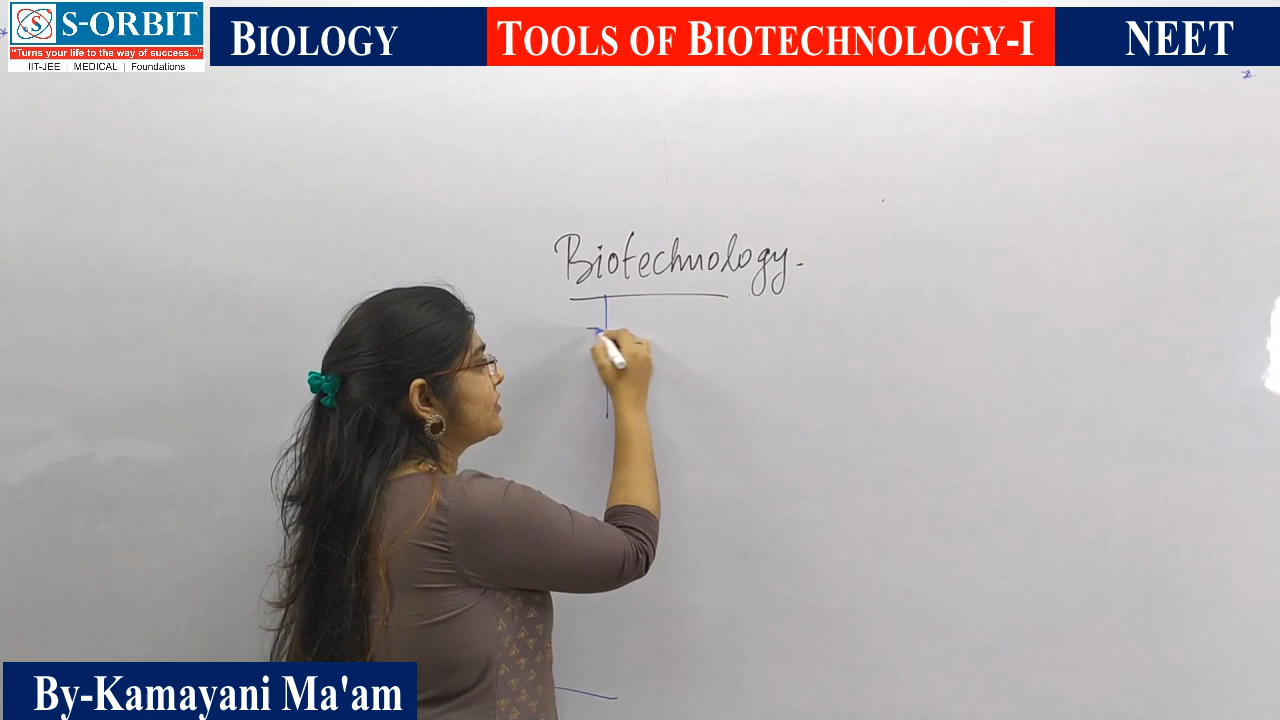 S-ORBIT
"Turns your life to the way of success..."
IIT-JEE | MEDICAL | Foundations
BIOLOGY
TOOLS OF BIOTECHNOLOGY-I
NEET
Biotechnology.
By-Kamayani Ma'am